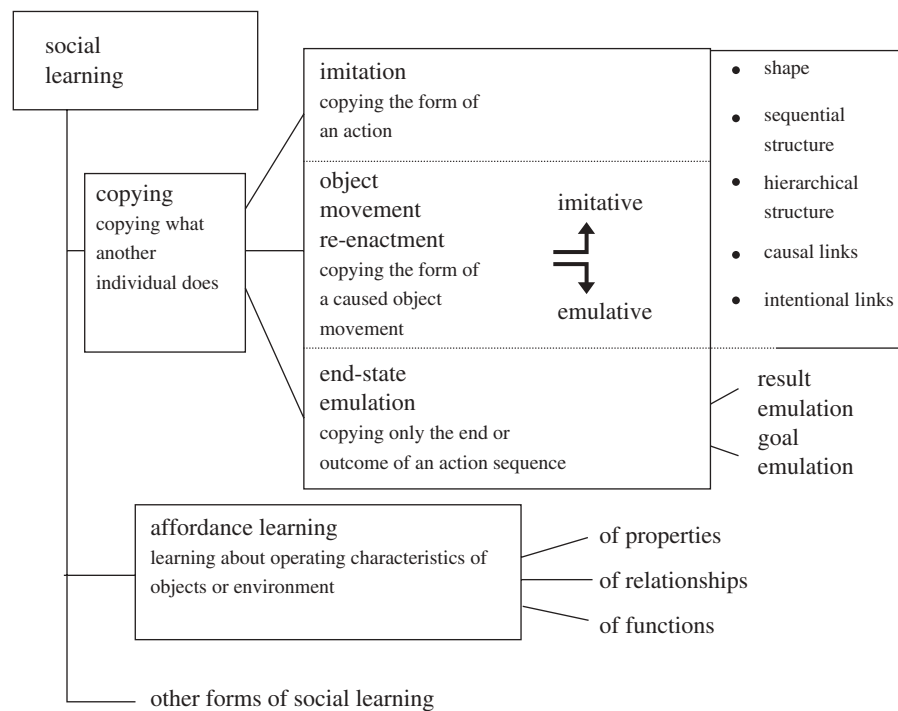 social
learning
copying
copying what
another
individual does
imitation
copying the form of
an action
object
movement
re-enactment
copying the form of
a caused object
movement
imitative
emulative
end-state
emulation
copying only the end or
outcome of an action sequence
• shape
• sequential
structure
• hierarchical
structure
• causal links
• intentional links
result
emulation
goal
emulation
affordance learning
learning about operating characteristics of
objects or environment
of properties
of relationships
of functions
other forms of social learning